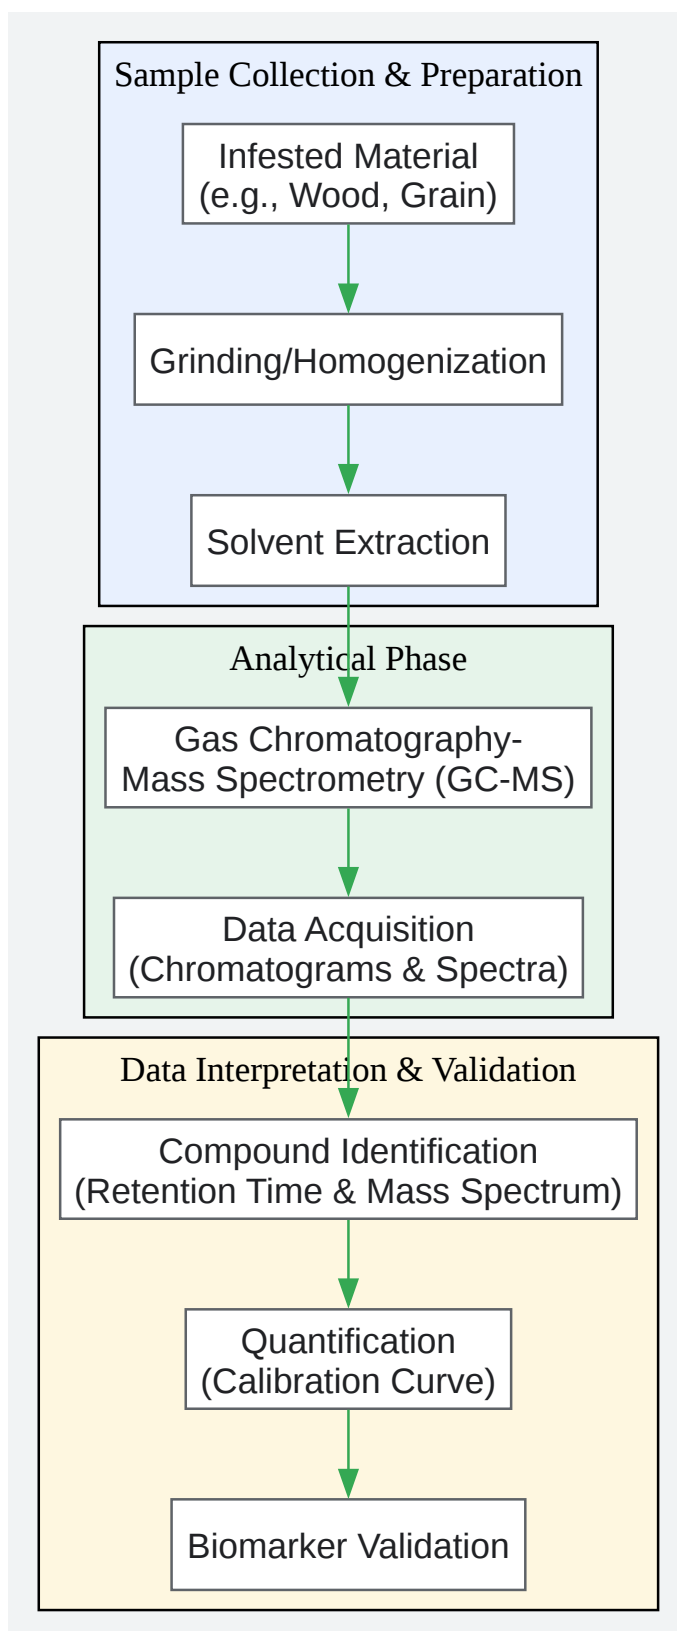 Sample Collection & Preparation
Infested Material
(e.g., Wood, Grain)
Grinding/Homogenization
Solvent Extraction
Analytical Phase
Gas Chromatography-
Mass Spectrometry (GC-MS)
Data Acquisition
(Chromatograms & Spectra)
Data Interpretation & Validation
Compound Identification
(Retention Time & Mass Spectrum)
Quantification
(Calibration Curve)
Biomarker Validation